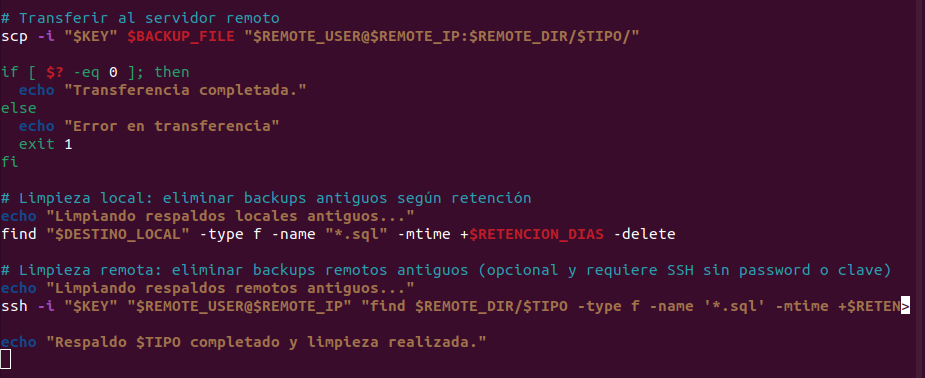 # Transferir al servidor remoto
scp -i "$KEY" $BACKUP_FILE "$REMOTE_USER@$REMOTE_IP:$REMOTE_DIR/$TIPO/"
if [ $? -eq 0 ]; then
  echo "Transferencia completada."
else
  echo "Error en transferencia"
  exit 1
fi
# Limpieza local: eliminar backups antiguos según retención
echo "Limpiando respaldos locales antiguos..."
find "$DESTINO_LOCAL" -type f -name "*.sql" -mtime +$RETENCION_DIAS -delete
# Limpieza remota: eliminar backups remotos antiguos (opcional y requiere SSH sin password o clave)
echo "Limpiando respaldos remotos antiguos..."
ssh -i "$KEY" "$REMOTE_USER@$REMOTE_IP" "find $REMOTE_DIR/$TIPO -type f -name '*.sql' -mtime +$RETEN>
echo "Respaldo $TIPO completado y limpieza realizada."